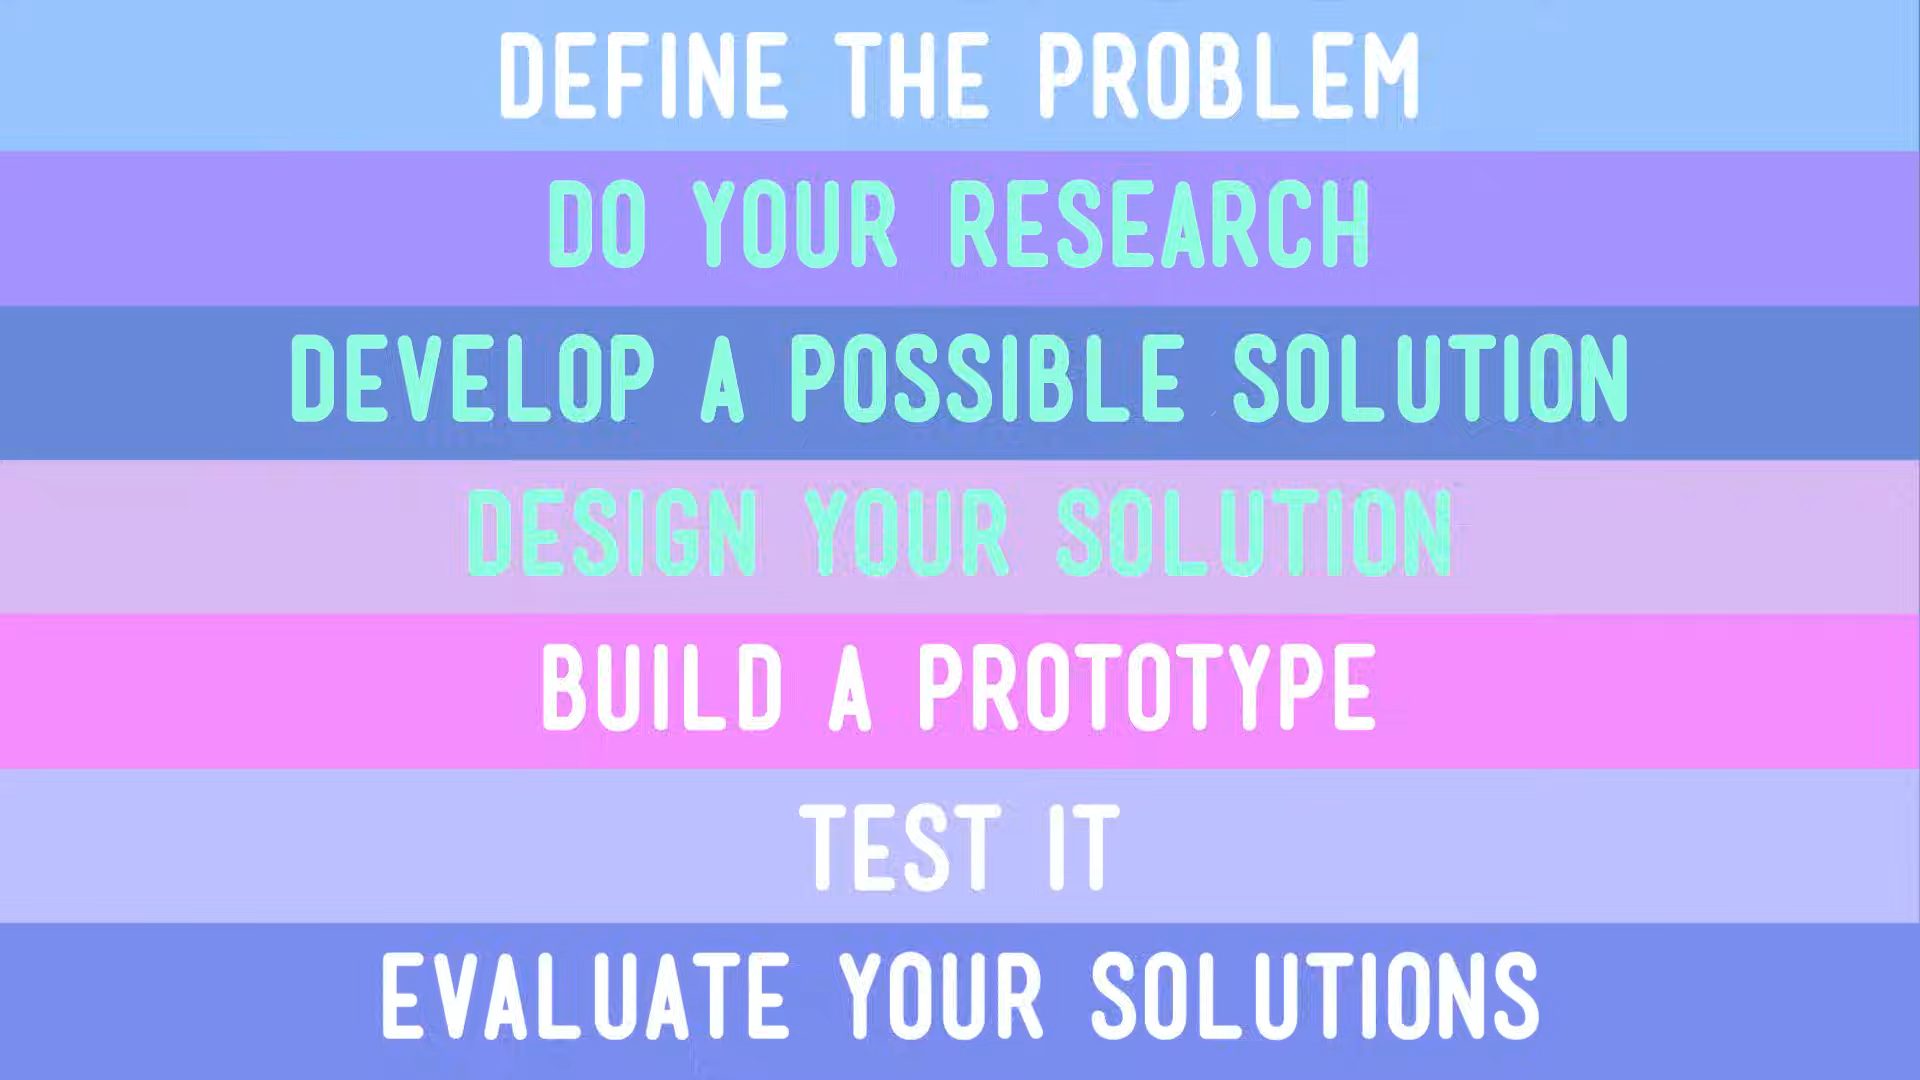 DEFINE THE PROBLEM
DO YOUR RESEARCH
DEVELOP A POSSIBLE SOLUTION
DESIGN YOUR SOLUTION
BUILD A PROTOTYPE
TEST IT
EVALUATE YOUR SOLUTIONS